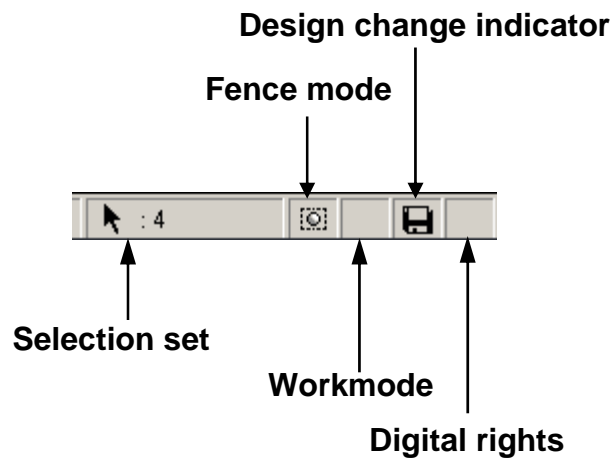 Design change indicator
Fence mode
: 4
Selection set
Workmode
Digital rights